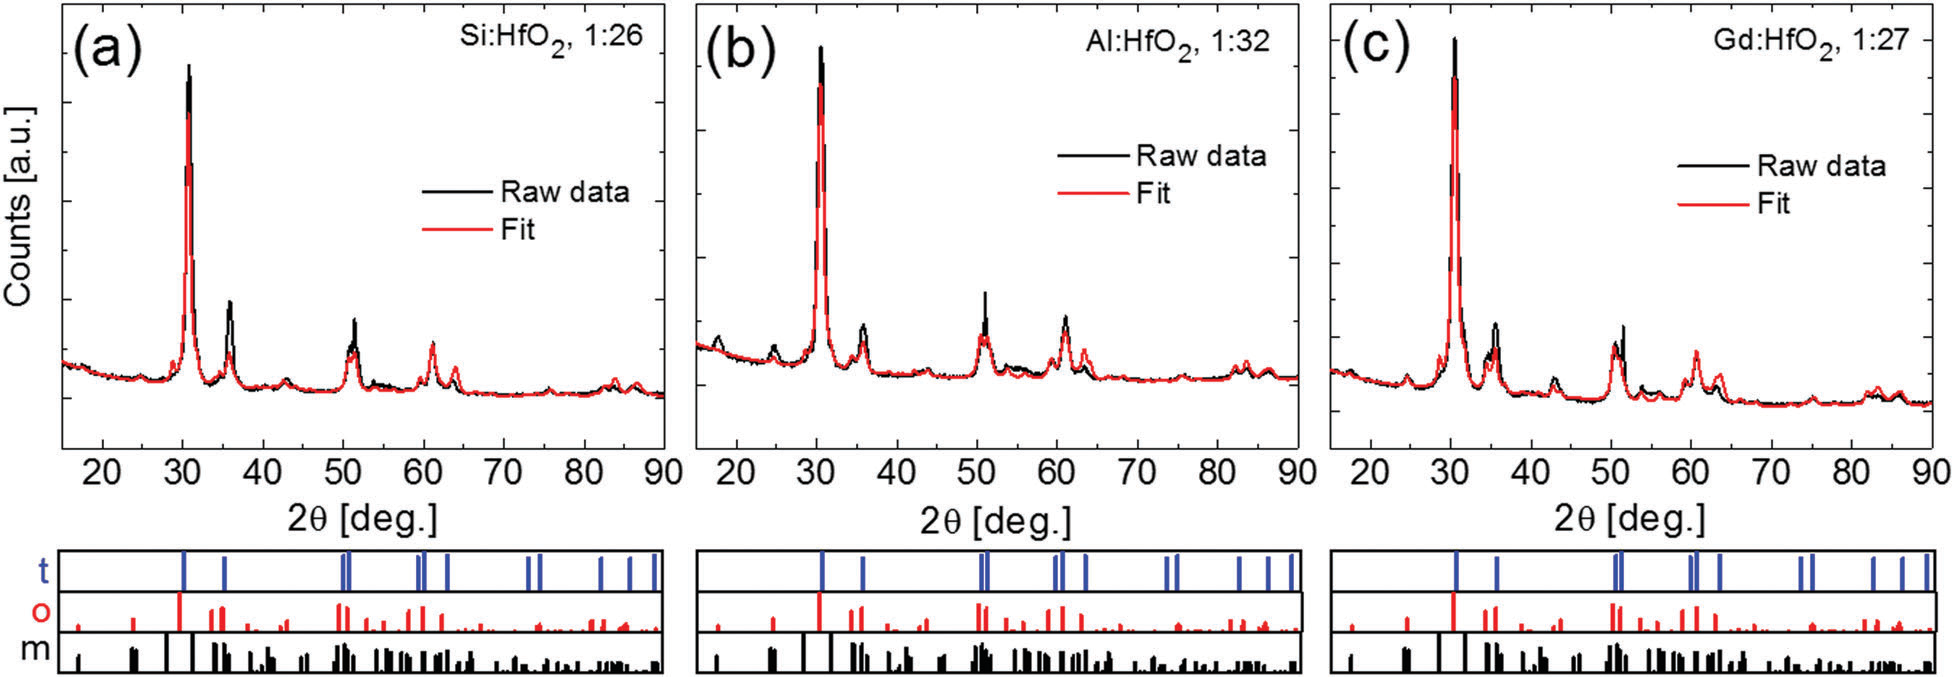 (a)
Si:HfO2, 1:26
Raw data
Fit
Counts [a.u.]
20 30 40 50 60 70 80 90
2θ [deg.]
(b)
Al:HfO2, 1:32
Raw data
Fit
20 30 40 50 60 70 80 90
2θ [deg.]
(c)
Gd:HfO2, 1:27
Raw data
Fit
20 30 40 50 60 70 80 90
2θ [deg.]
t
o
m